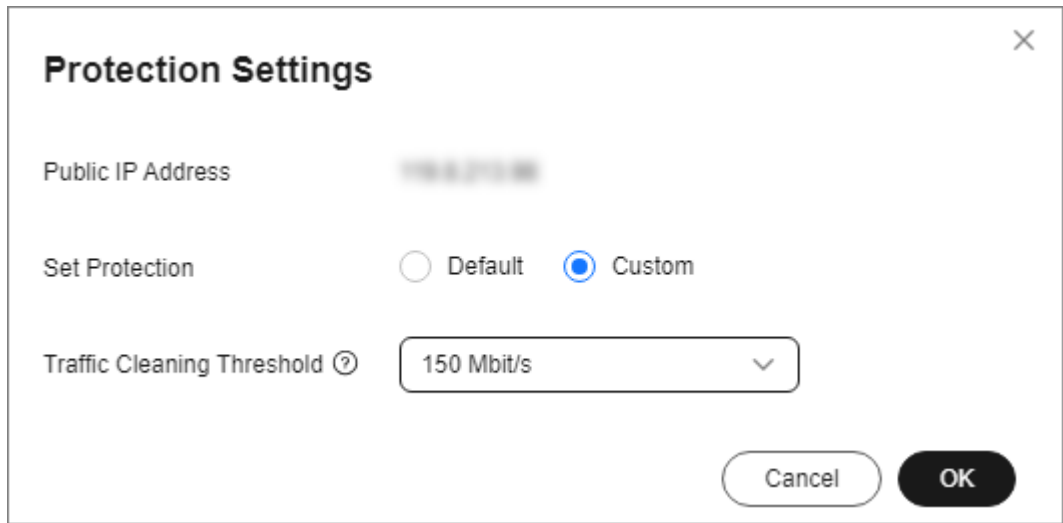 Protection Settings
Public IP Address
Set Protection Default Custom
Traffic Cleaning Threshold 150 Mbit/s
Cancel OK